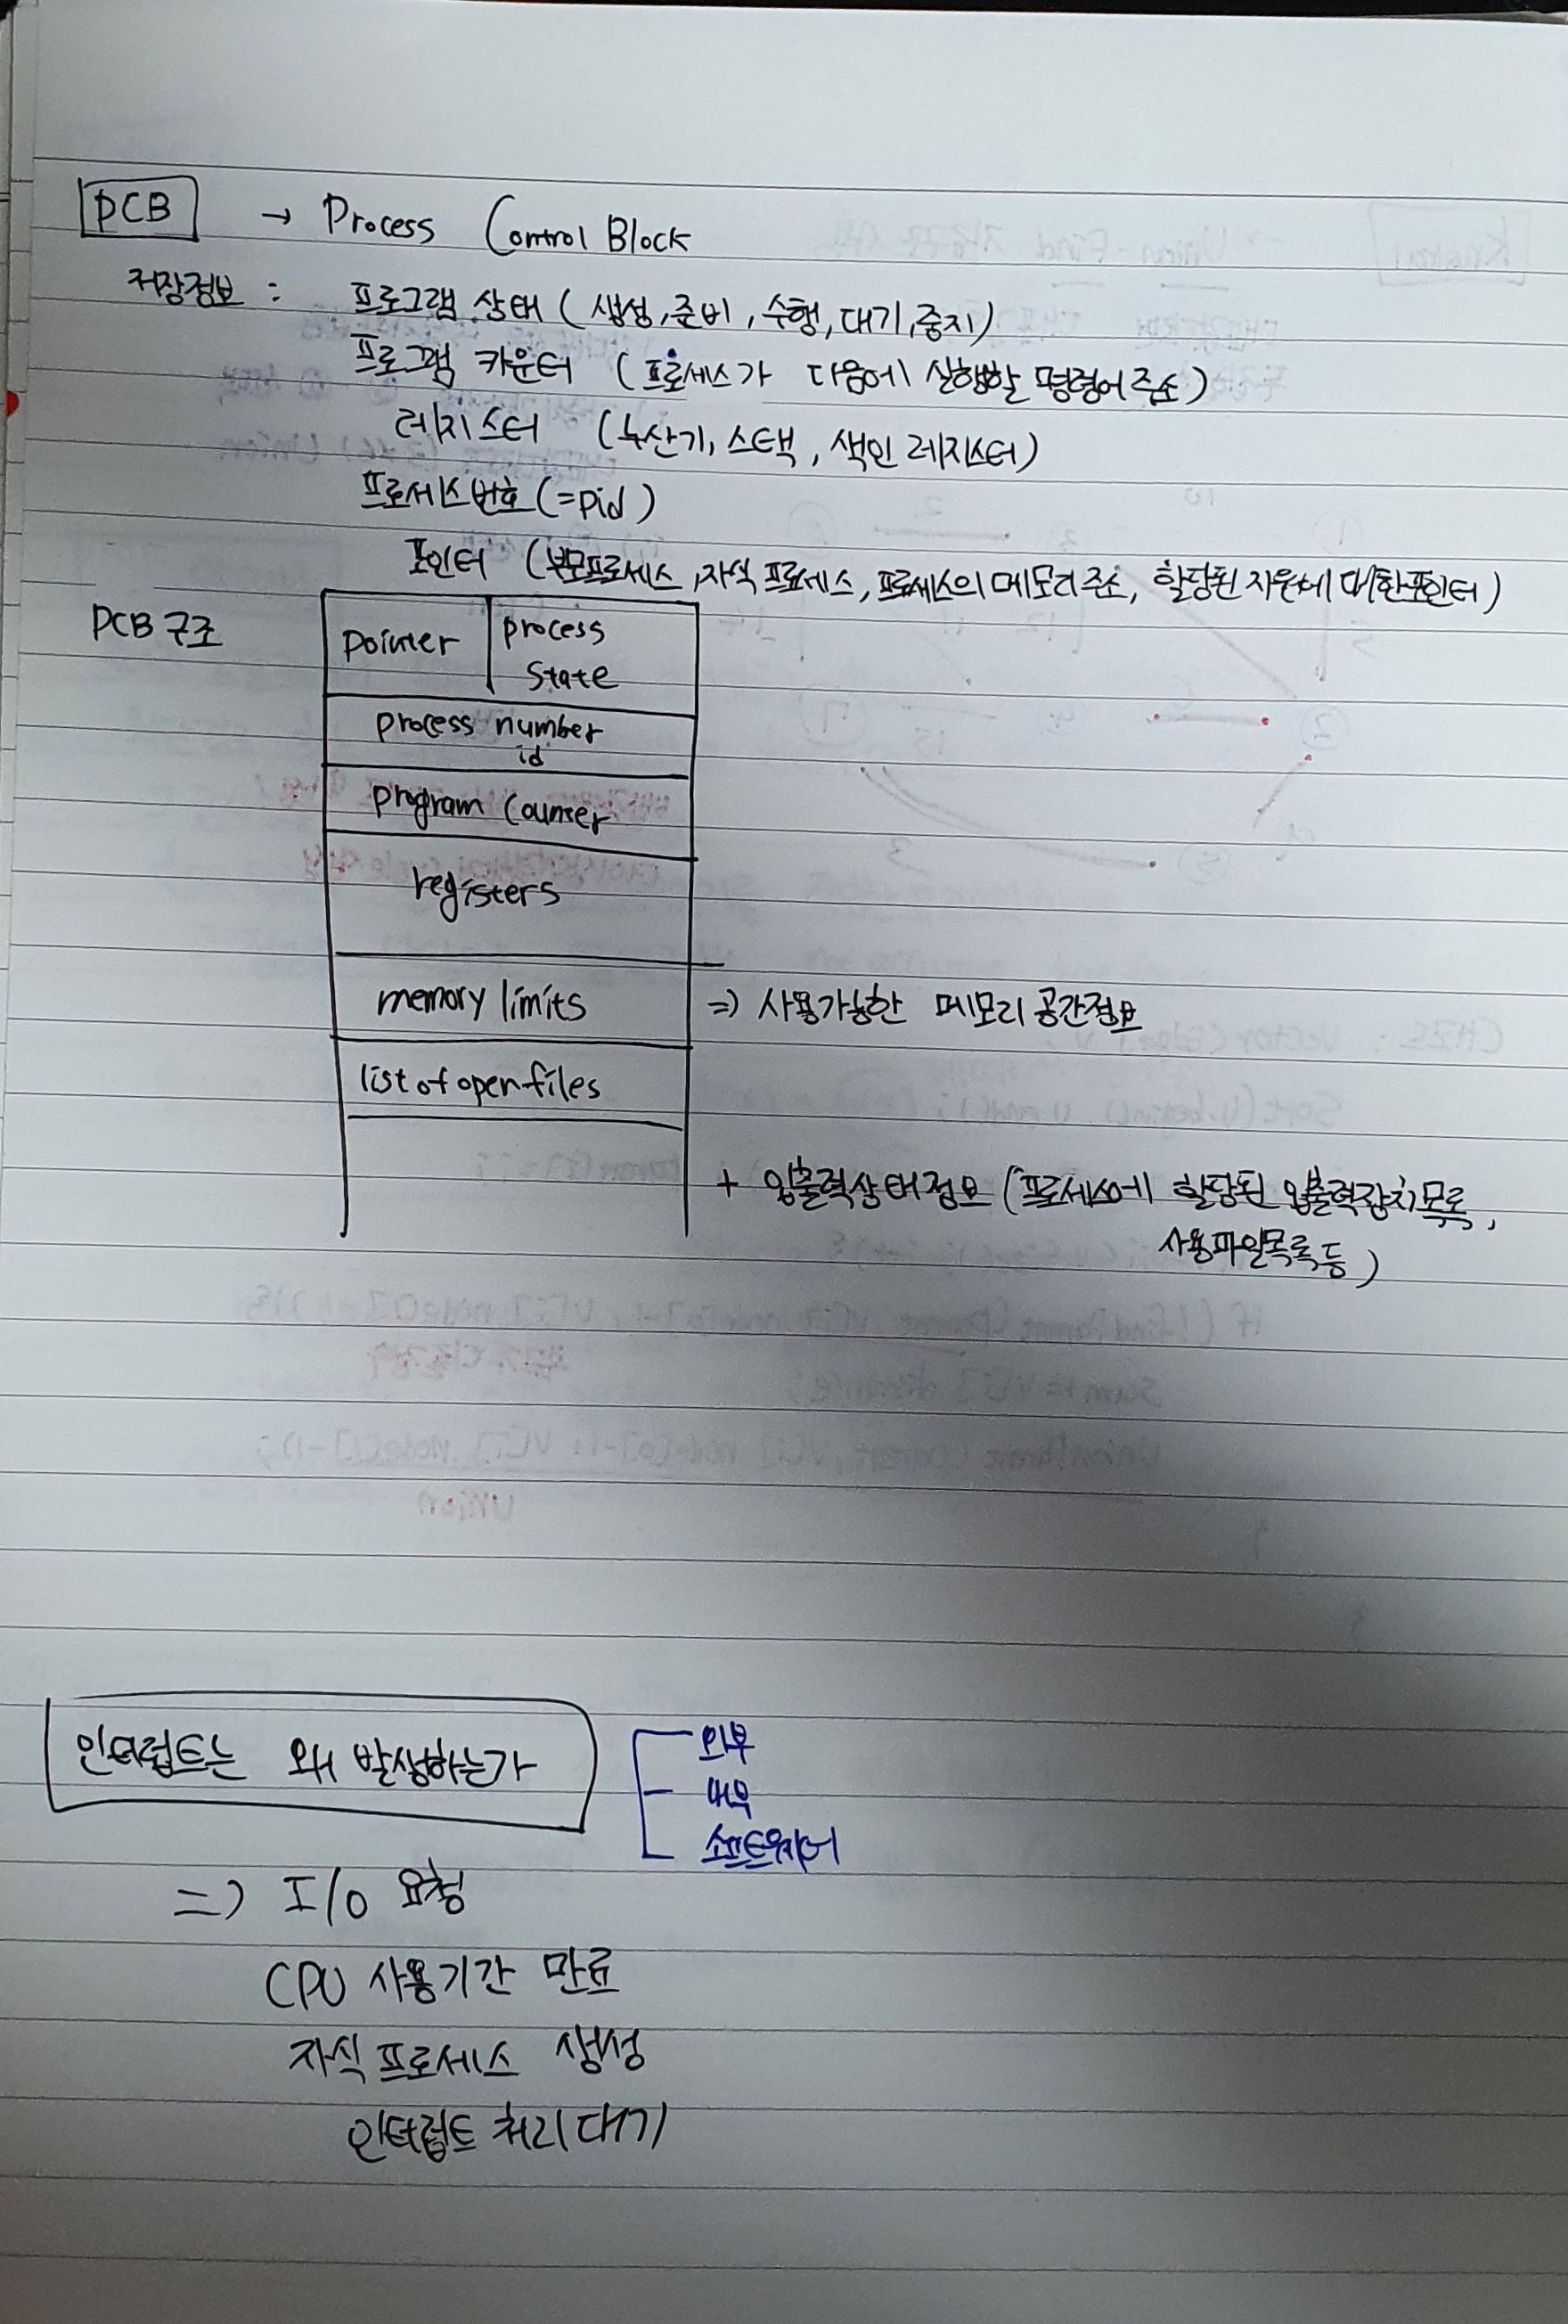 PCB → Process Control Block
저장정보 : 프로그램 상태 ( 생성, 준비, 수행, 대기, 중지)
프로그램 카운터 (프로세스가 다음에 실행할 명령어 주소)
레지스터 (누산기, 스택, 색인 레지스터)
프로세스번호(=pid)
포인터 (부모프로세스, 자식 프로세스, 프로세스의 메모리 주소, 할당된 자원에 대한 포인터)
PCB 구조
pointer
process
state
process number
id
program counter
registers
memory limits => 사용가능한 메모리 공간정보
list of open files
+ 입출력상태정보 (프로세스에 할당된 입출력장치 목록,
사용파일목록 등)
인터럽트는 왜 발생하는가
외부
내부
소프트웨어
=> I/O 요청
CPU 사용기간 만료
자식 프로세스 생성
인터럽트 처리 대기